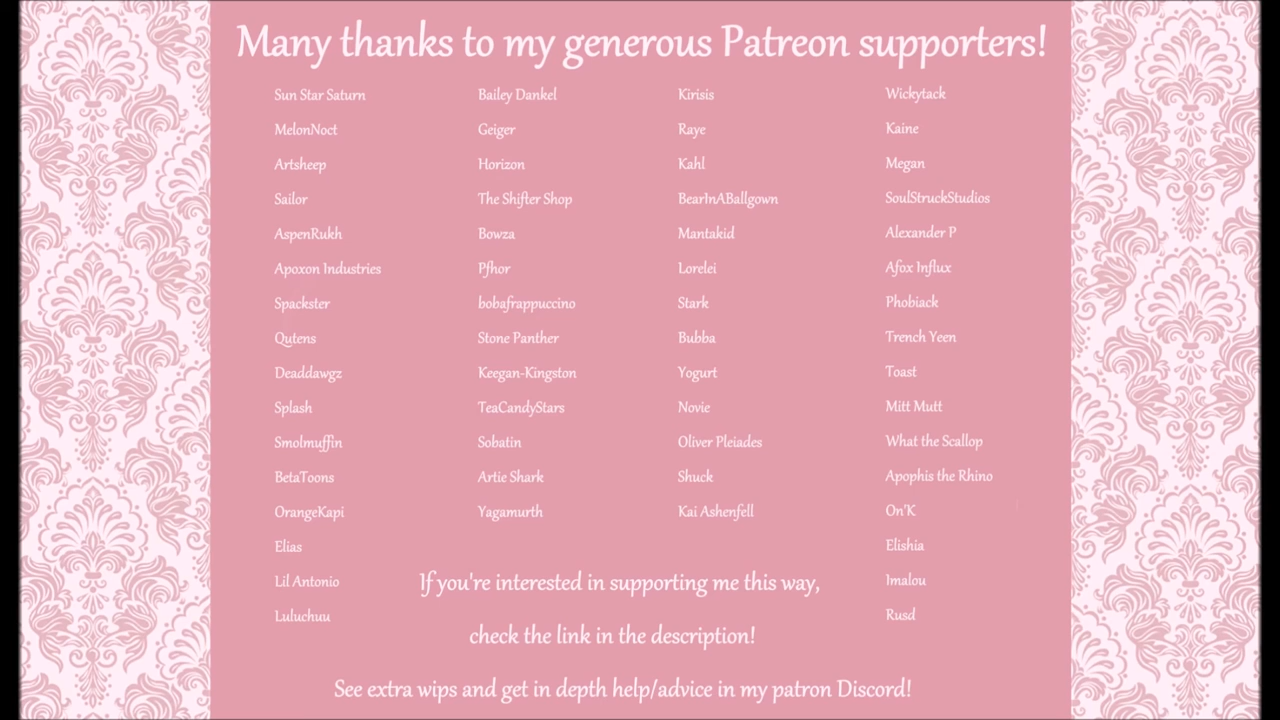 Many thanks to my generous Patreon supporters!
Sun Star Saturn
MelonNoct
Artsheep
Sailor
AspenRukh
Apoxon Industries
Spackster
Qutens
Deaddawgz
Splash
Smolmuffin
BetaToons
OrangeKapi
Elias
Lil Antonio
Luluchuu
Bailey Dankel
Geiger
Horizon
The Shifter Shop
Bowza
Pfhor
bobafrappuccino
Stone Panther
Keegan-Kingston
TeaCandyStars
Sobatin
Artie Shark
Yagamurth
Kirisis
Raye
Kahl
BearInABallgown
Mantakid
Lorelei
Stark
Bubba
Yogurt
Novie
Oliver Pleiades
Shuck
Kai Ashenfell
Wickytack
Kaine
Megan
SoulStruckStudios
Alexander P
Afox Influx
Phobiack
Trench Yeen
Toast
Mitt Mutt
What the Scallop
Apophis the Rhino
On'K
Elishia
Imalou
Rusd
If you're interested in supporting me this way,
check the link in the description!
See extra wips and get in depth help/advice in my patron Discord!